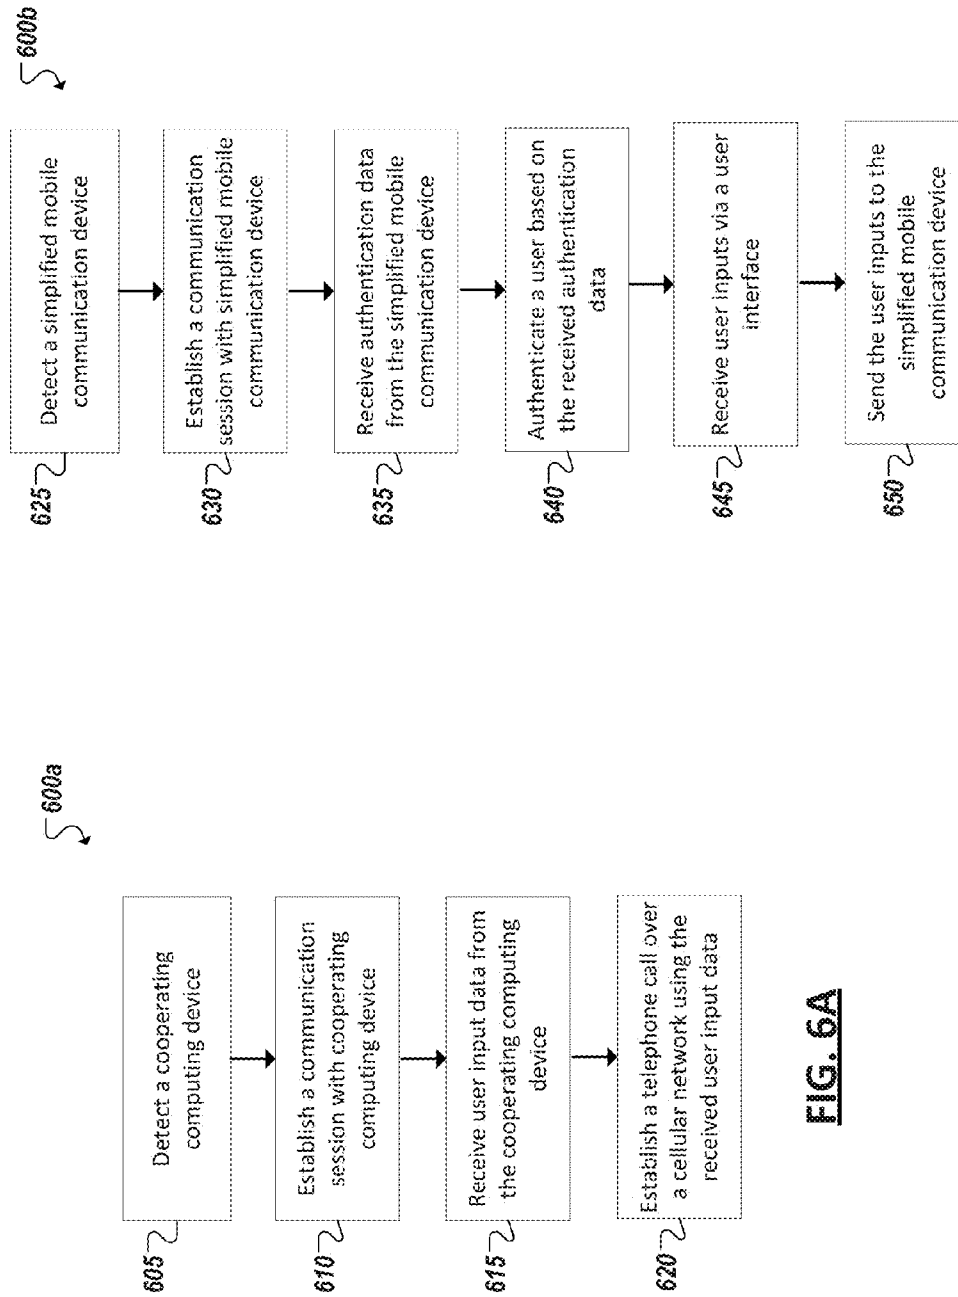 600a
605
Detect a cooperating
computing device
610
Establish a communication
session with cooperating
computing device
615
Receive user input data from
the cooperating computing
device
620
Establish a telephone call over
a cellular network using the
received user input data
600b
625
Detect a simplified mobile
communication device
630
Establish a communication
session with simplified mobile
communication device
635
Receive authentication data
from the simplified mobile
communication device
640
Authenticate a user based on
the received authentication
data
645
Receive user inputs via a user
interface
650
Send the user inputs to the
simplified mobile
communication device
FIG. 6A